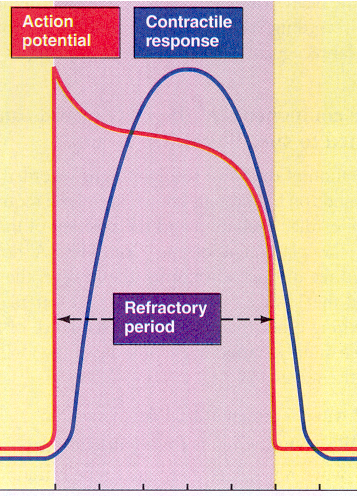 Action
potential
Contractile
response
Refractory
period